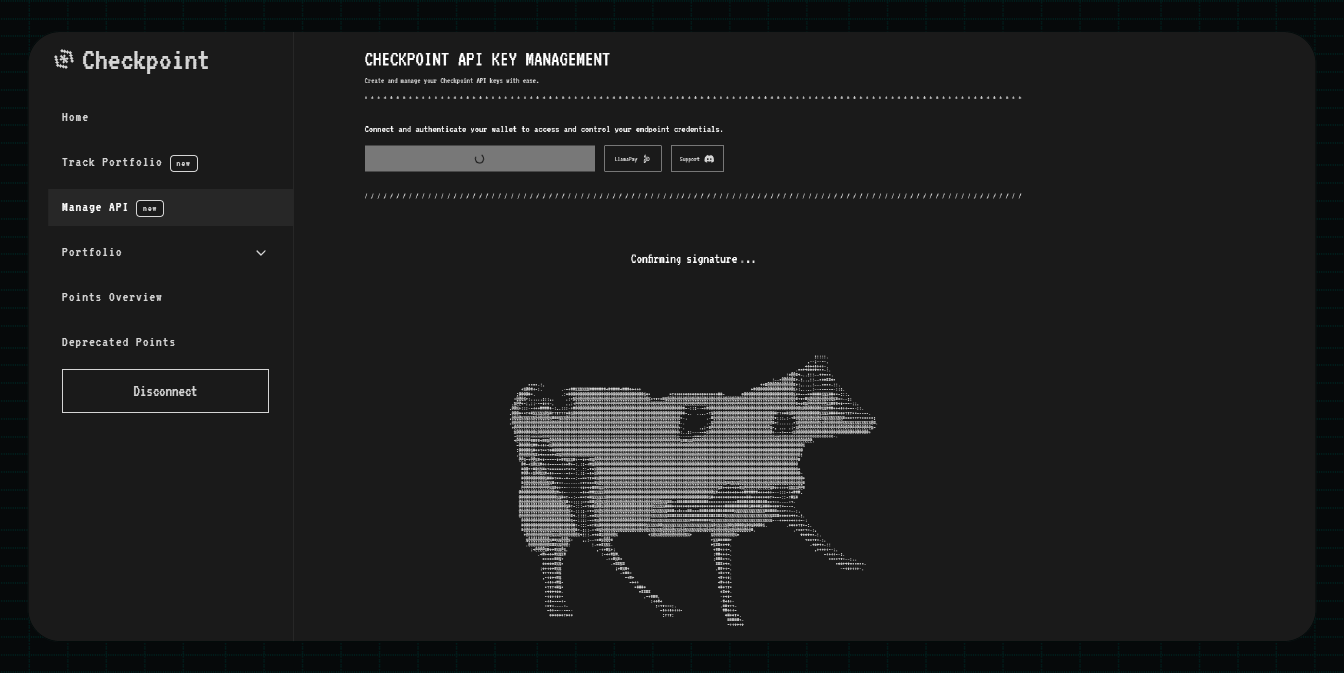 Checkpoint
Home
Track Portfolio new
Manage API new
Portfolio
Points Overview
Deprecated Points
Disconnect
CHECKPOINT API KEY MANAGEMENT
Create and manage your Checkpoint API keys with ease.
Connect and authenticate your wallet to access and control your endpoint credentials.
LlamaPay
Support
Confirming signature...